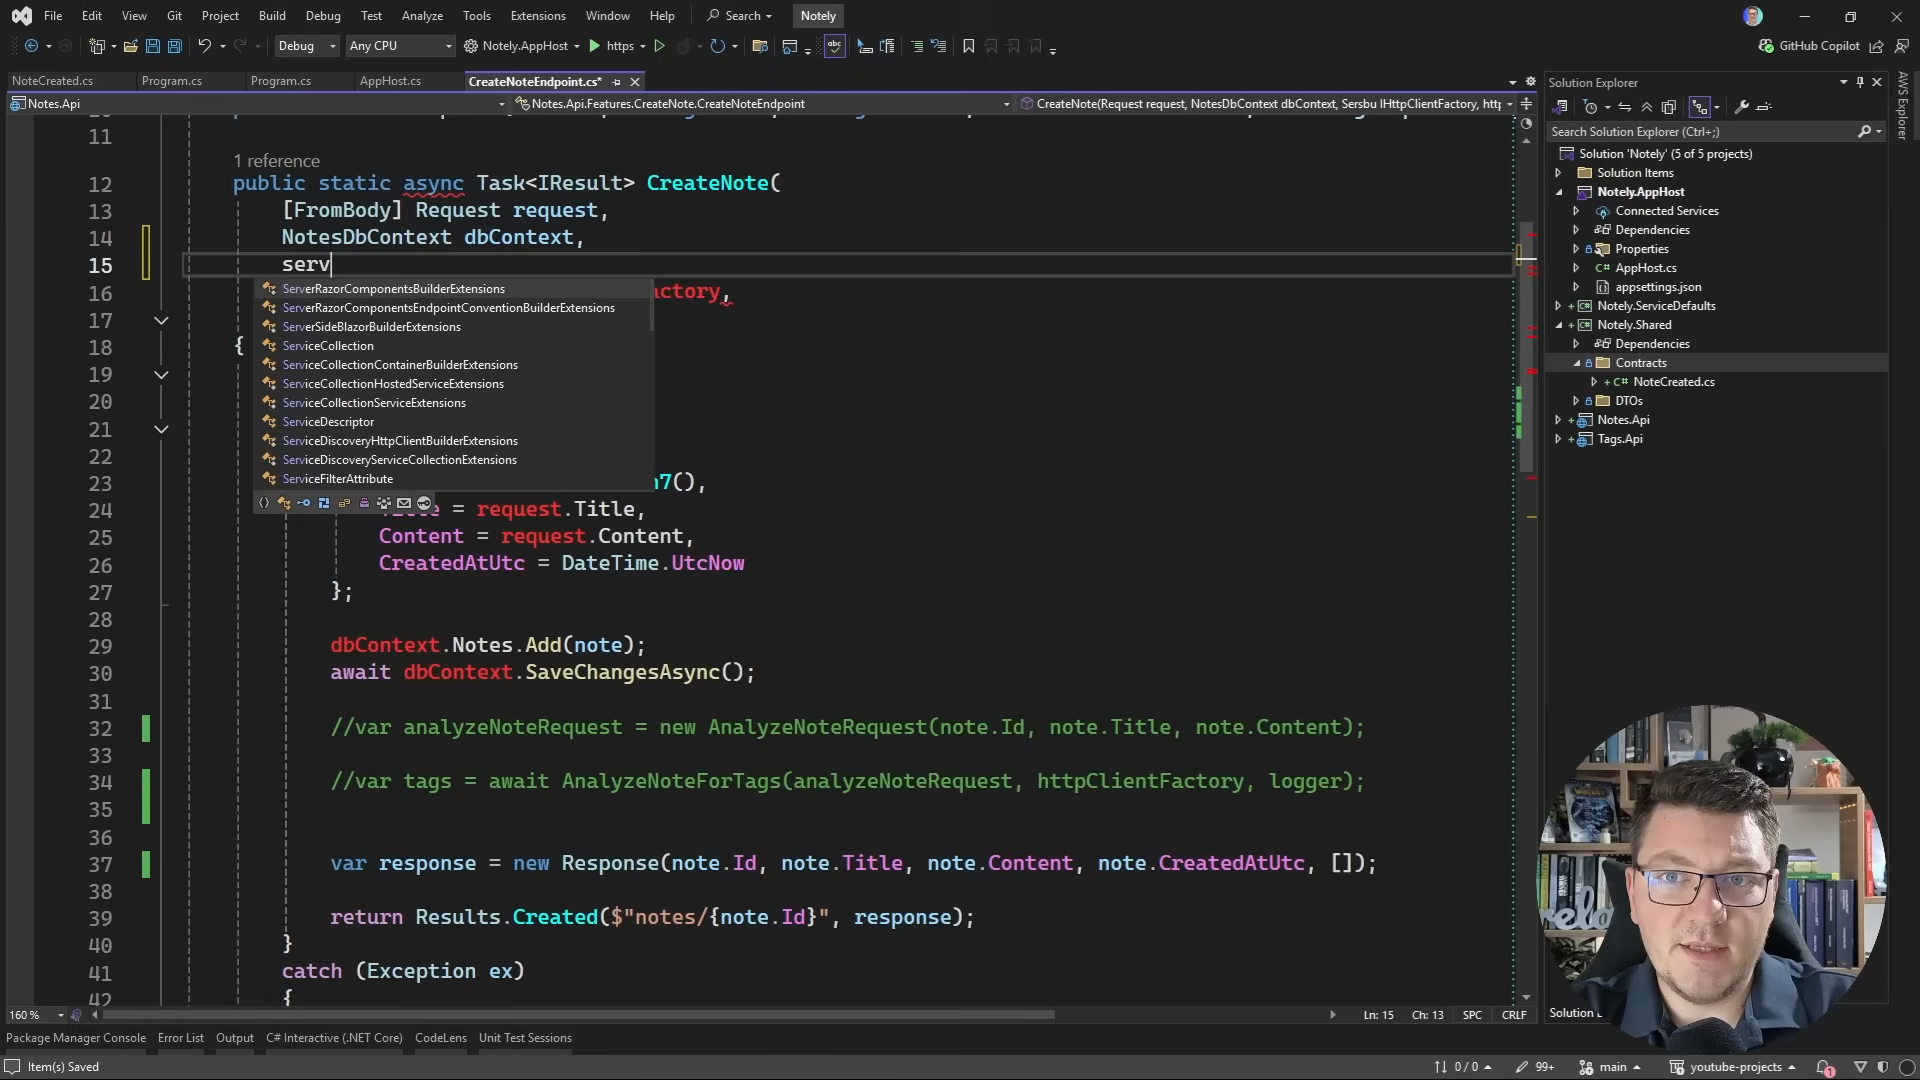 File Edit View Git Project Build Debug Test Analyze Tools Extensions Window Help Search Notely
Debug Any CPU Notely.AppHost https GitHub Copilot
NoteCreated.cs Program.cs Program.cs AppHost.cs CreateNoteEndpoint.cs*
Notes.Api Notes.Api.Features.CreateNote.CreateNoteEndpoint CreateNote(Request request, NotesDbContext dbContext, Sersbu IHttpClientFactory, htt
11
1 reference
12 public static async Task<IResult> CreateNote(
13 [FromBody] Request request,
14 NotesDbContext dbContext,
15 serv
16 actory,
17
18 {
19
20
21
22
23 7(),
24 = request.Title,
25 Content = request.Content,
26 CreatedAtUtc = DateTime.UtcNow
27 };
28
29 dbContext.Notes.Add(note);
30 await dbContext.SaveChangesAsync();
31
32 //var analyzeNoteRequest = new AnalyzeNoteRequest(note.Id, note.Title, note.Content);
33
34 //var tags = await AnalyzeNoteForTags(analyzeNoteRequest, httpClientFactory, logger);
35
36
37 var response = new Response(note.Id, note.Title, note.Content, note.CreatedAtUtc, []);
38
39 return Results.Created($"notes/{note.Id}", response);
40 }
41 catch (Exception ex)
42 {
ServerRazorComponentsBuilderExtensions
ServerRazorComponentsEndpointConventionBuilderExtensions
ServerSideBlazorBuilderExtensions
ServiceCollection
ServiceCollectionContainerBuilderExtensions
ServiceCollectionHostedServiceExtensions
ServiceCollectionServiceExtensions
ServiceDescriptor
ServiceDiscoveryHttpClientBuilderExtensions
ServiceDiscoveryServiceCollectionExtensions
ServiceFilterAttribute
160 % Ln: 15 Ch: 13 SPC CRLF
Solution Explorer
Search Solution Explorer (Ctrl+;)
Solution 'Notely' (5 of 5 projects)
Solution Items
Notely.AppHost
Connected Services
Dependencies
Properties
AppHost.cs
appsettings.json
Notely.ServiceDefaults
Notely.Shared
Dependencies
Contracts
NoteCreated.cs
DTOs
Notes.Api
Tags.Api
AWS Explorer
Package Manager Console Error List Output C# Interactive (.NET Core) CodeLens Unit Test Sessions
Item(s) Saved 0 / 0 99+ main youtube-projects 1